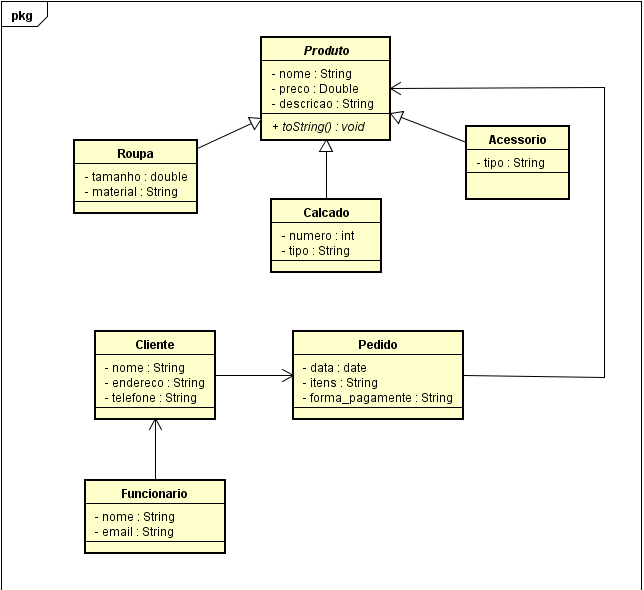 pkg
Produto
- nome : String
- preco : Double
- descricao : String
+ toString() : void
Roupa
- tamanho : double
- material : String
Acessorio
- tipo : String
Calcado
- numero : int
- tipo : String
Cliente
- nome : String
- endereco : String
- telefone : String
Pedido
- data : date
- itens : String
- forma_pagamente : String
Funcionario
- nome : String
- email : String